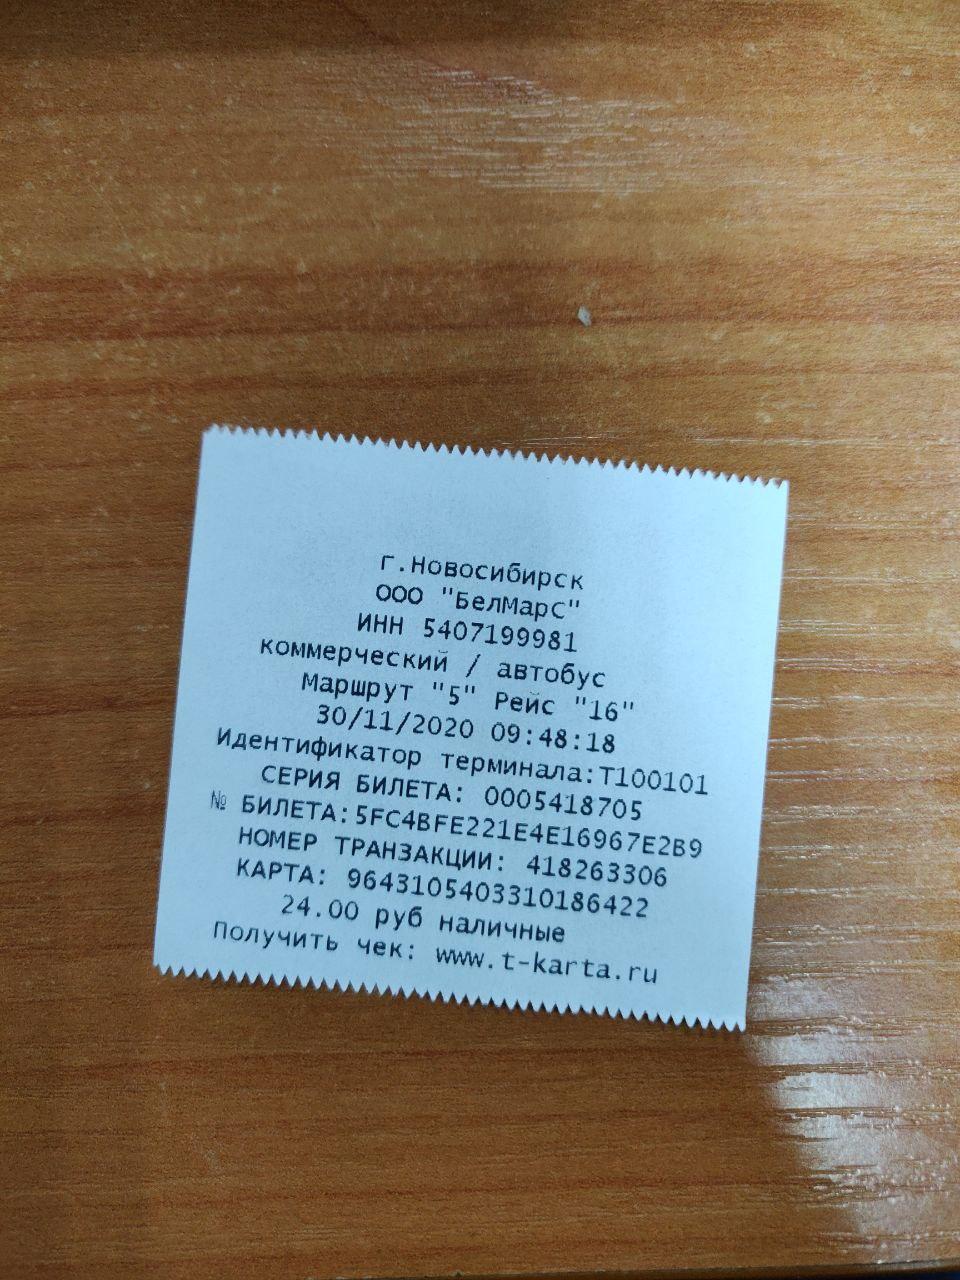 г.Новосибирск
ООО "БелМарС"
ИНН 5407199981
коммерческий / автобус
Маршрут "5" Рейс "16"
30/11/2020 09:48:18
Идентификатор терминала:T100101
СЕРИЯ БИЛЕТА: 0005418705
№ БИЛЕТА:5FC4BFE221E4E16967E2B9
НОМЕР ТРАНЗАКЦИИ: 418263306
КАРТА: 9643105403310186422
24.00 руб наличные
Получить чек: www.t-karta.ru